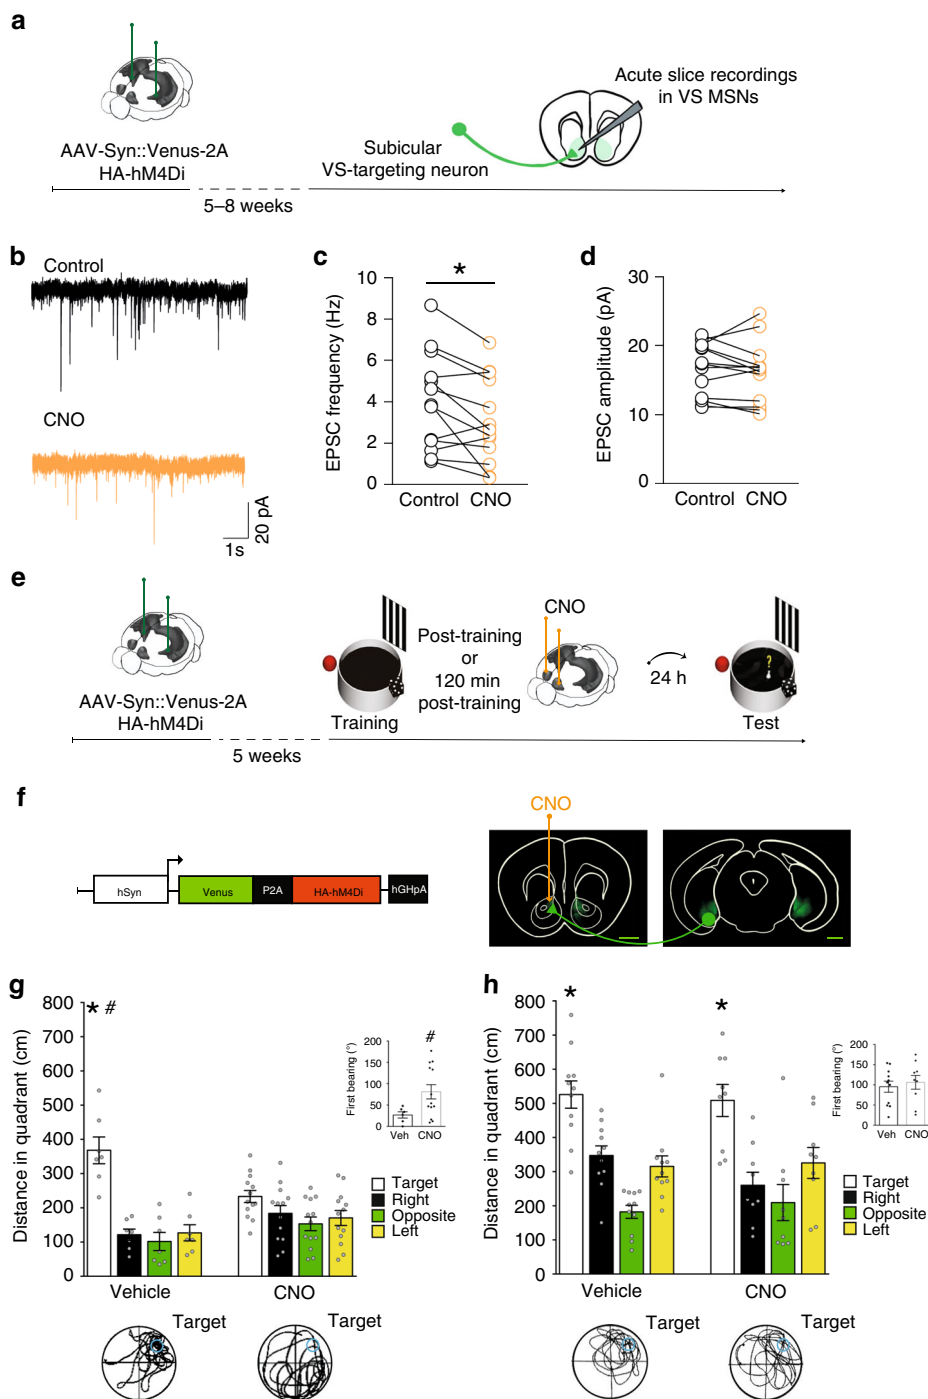 a
Acute slice recordings
in VS MSNs
AAV-Syn::Venus-2A
HA-hM4Di
Subicular
VS-targeting neuron
5–8 weeks
b
Control
CNO
20 pA
1s
c
*
EPSC frequency (Hz)
10
8
6
4
2
0
Control CNO
d
EPSC amplitude (pA)
30
20
10
0
Control CNO
e
AAV-Syn::Venus-2A
HA-hM4Di
Training
Post-training
or
120 min
post-training
CNO
24 h
?
Test
5 weeks
f
hSyn
Venus
P2A
HA-hM4Di
hGHpA
CNO
g
Distance in quadrant (cm)
800
700
600
500
400
300
200
100
0
* #
Vehicle
CNO
First bearing (°)
200
150
100
50
0
#
Veh CNO
Target
Right
Opposite
Left
Target
Target
h
Distance in quadrant (cm)
800
700
600
500
400
300
200
100
0
*
*
Vehicle
CNO
First bearing (°)
200
150
100
50
0
Veh CNO
Target
Right
Opposite
Left
Target
Target